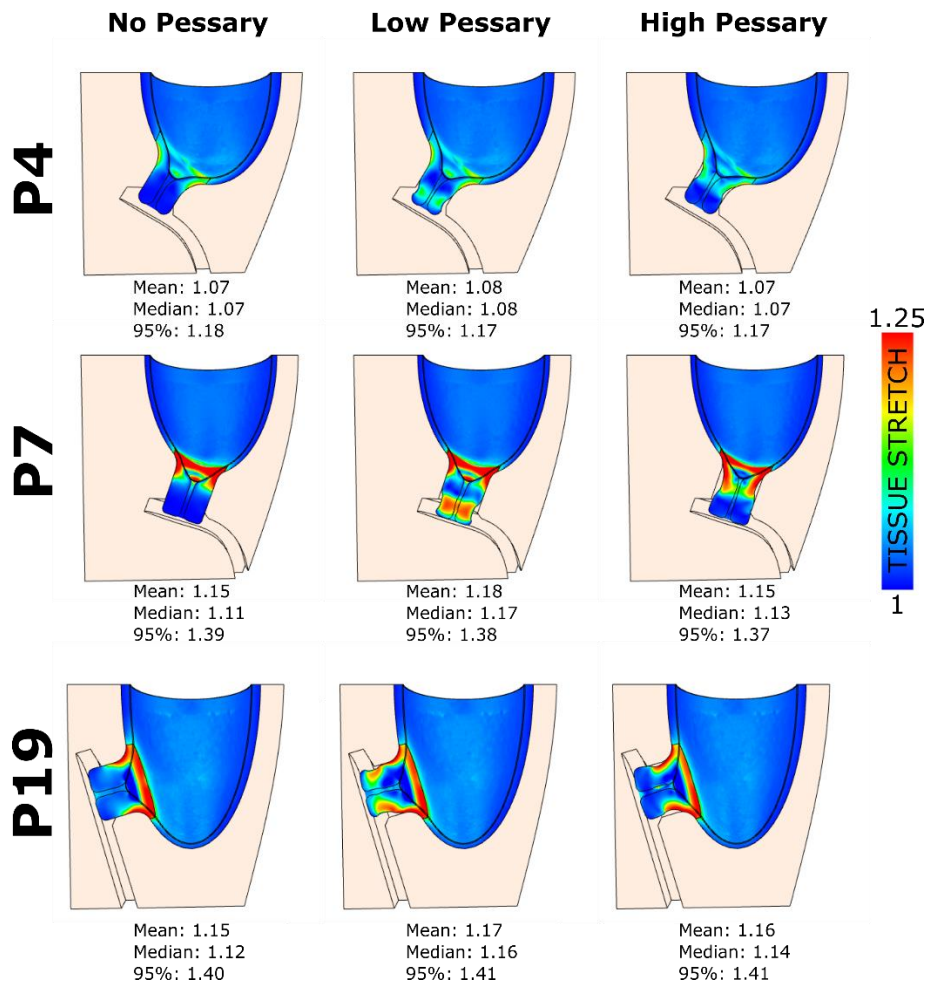 No Pessary
Low Pessary
High Pessary
P4
Mean: 1.07
Median: 1.07
95%: 1.18
Mean: 1.08
Median: 1.08
95%: 1.17
Mean: 1.07
Median: 1.07
95%: 1.17
P7
Mean: 1.15
Median: 1.11
95%: 1.39
Mean: 1.18
Median: 1.17
95%: 1.38
Mean: 1.15
Median: 1.13
95%: 1.37
1.25
TISSUE STRETCH
1
P19
Mean: 1.15
Median: 1.12
95%: 1.40
Mean: 1.17
Median: 1.16
95%: 1.41
Mean: 1.16
Median: 1.14
95%: 1.41